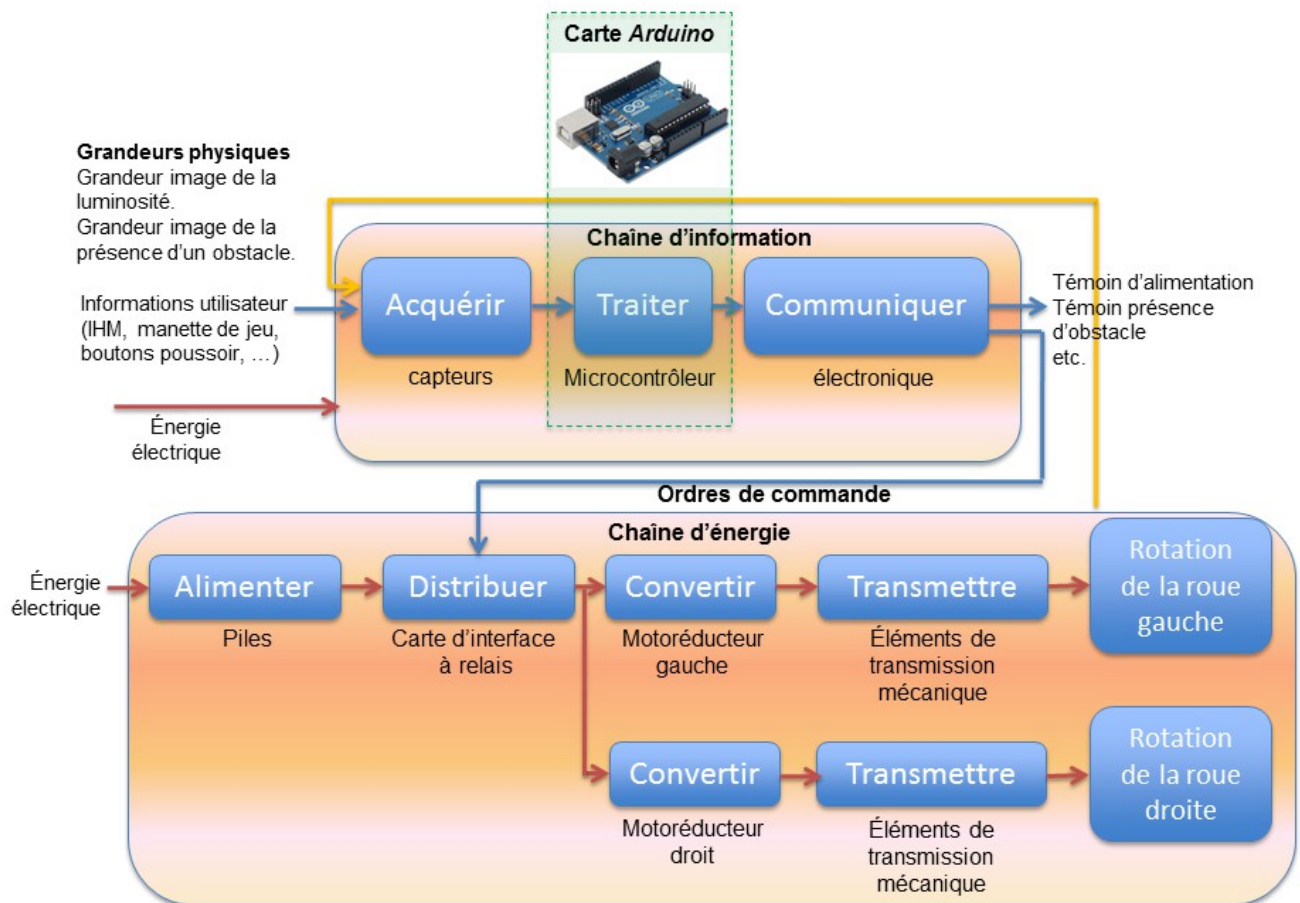 Carte Arduino
Grandeurs physiques
Grandeur image de la
luminosité.
Grandeur image de la
présence d’un obstacle.
Informations utilisateur
(IHM, manette de jeu,
boutons poussoir, …)
Énergie
électrique
Chaîne d’information
Acquérir
capteurs
Traiter
Microcontrôleur
Communiquer
électronique
Témoin d’alimentation
Témoin présence
d’obstacle
etc.
Ordres de commande
Chaîne d’énergie
Énergie
électrique
Alimenter
Piles
Distribuer
Carte d’interface
à relais
Convertir
Motoréducteur
gauche
Transmettre
Éléments de
transmission
mécanique
Rotation
de la roue
gauche
Convertir
Motoréducteur
droit
Transmettre
Éléments de
transmission
mécanique
Rotation
de la roue
droite